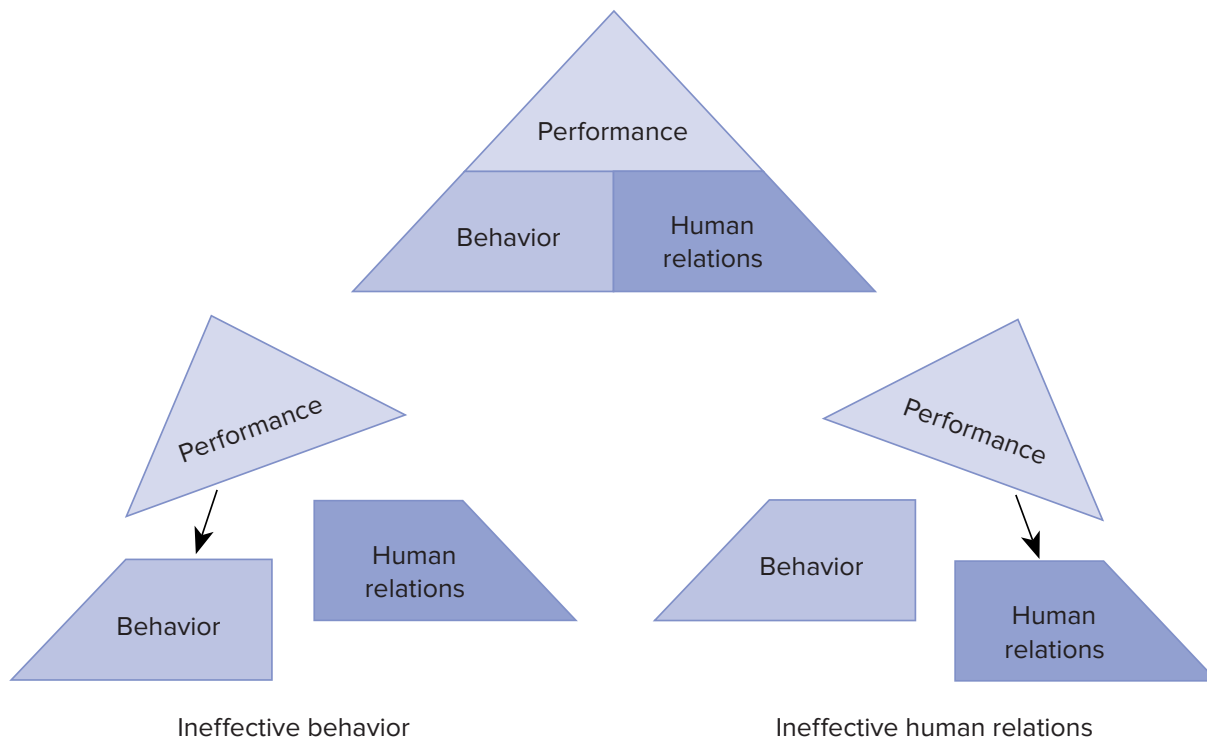 Performance
Behavior
Human
relations
Performance
Human
relations
Behavior
Ineffective behavior
Performance
Behavior
Human
relations
Ineffective human relations